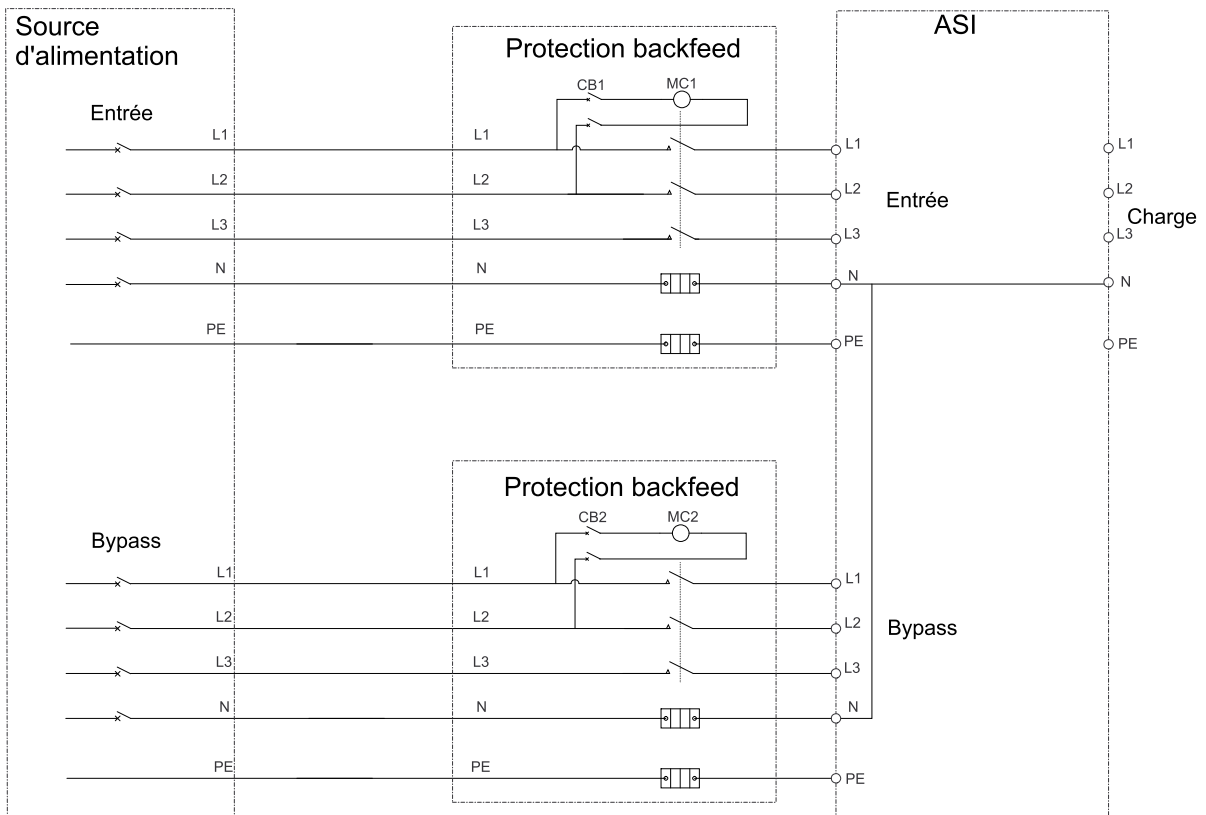 Source
d'alimentation
Protection backfeed
ASI
CB1
MC1
Entrée
L1
L1
L1
L1
L2
L2
L2
L2
Entrée
Charge
L3
L3
L3
L3
N
N
N
N
PE
PE
PE
PE
Protection backfeed
CB2
MC2
Bypass
L1
L1
L1
L2
L2
L2
Bypass
L3
L3
L3
N
N
N
PE
PE
PE